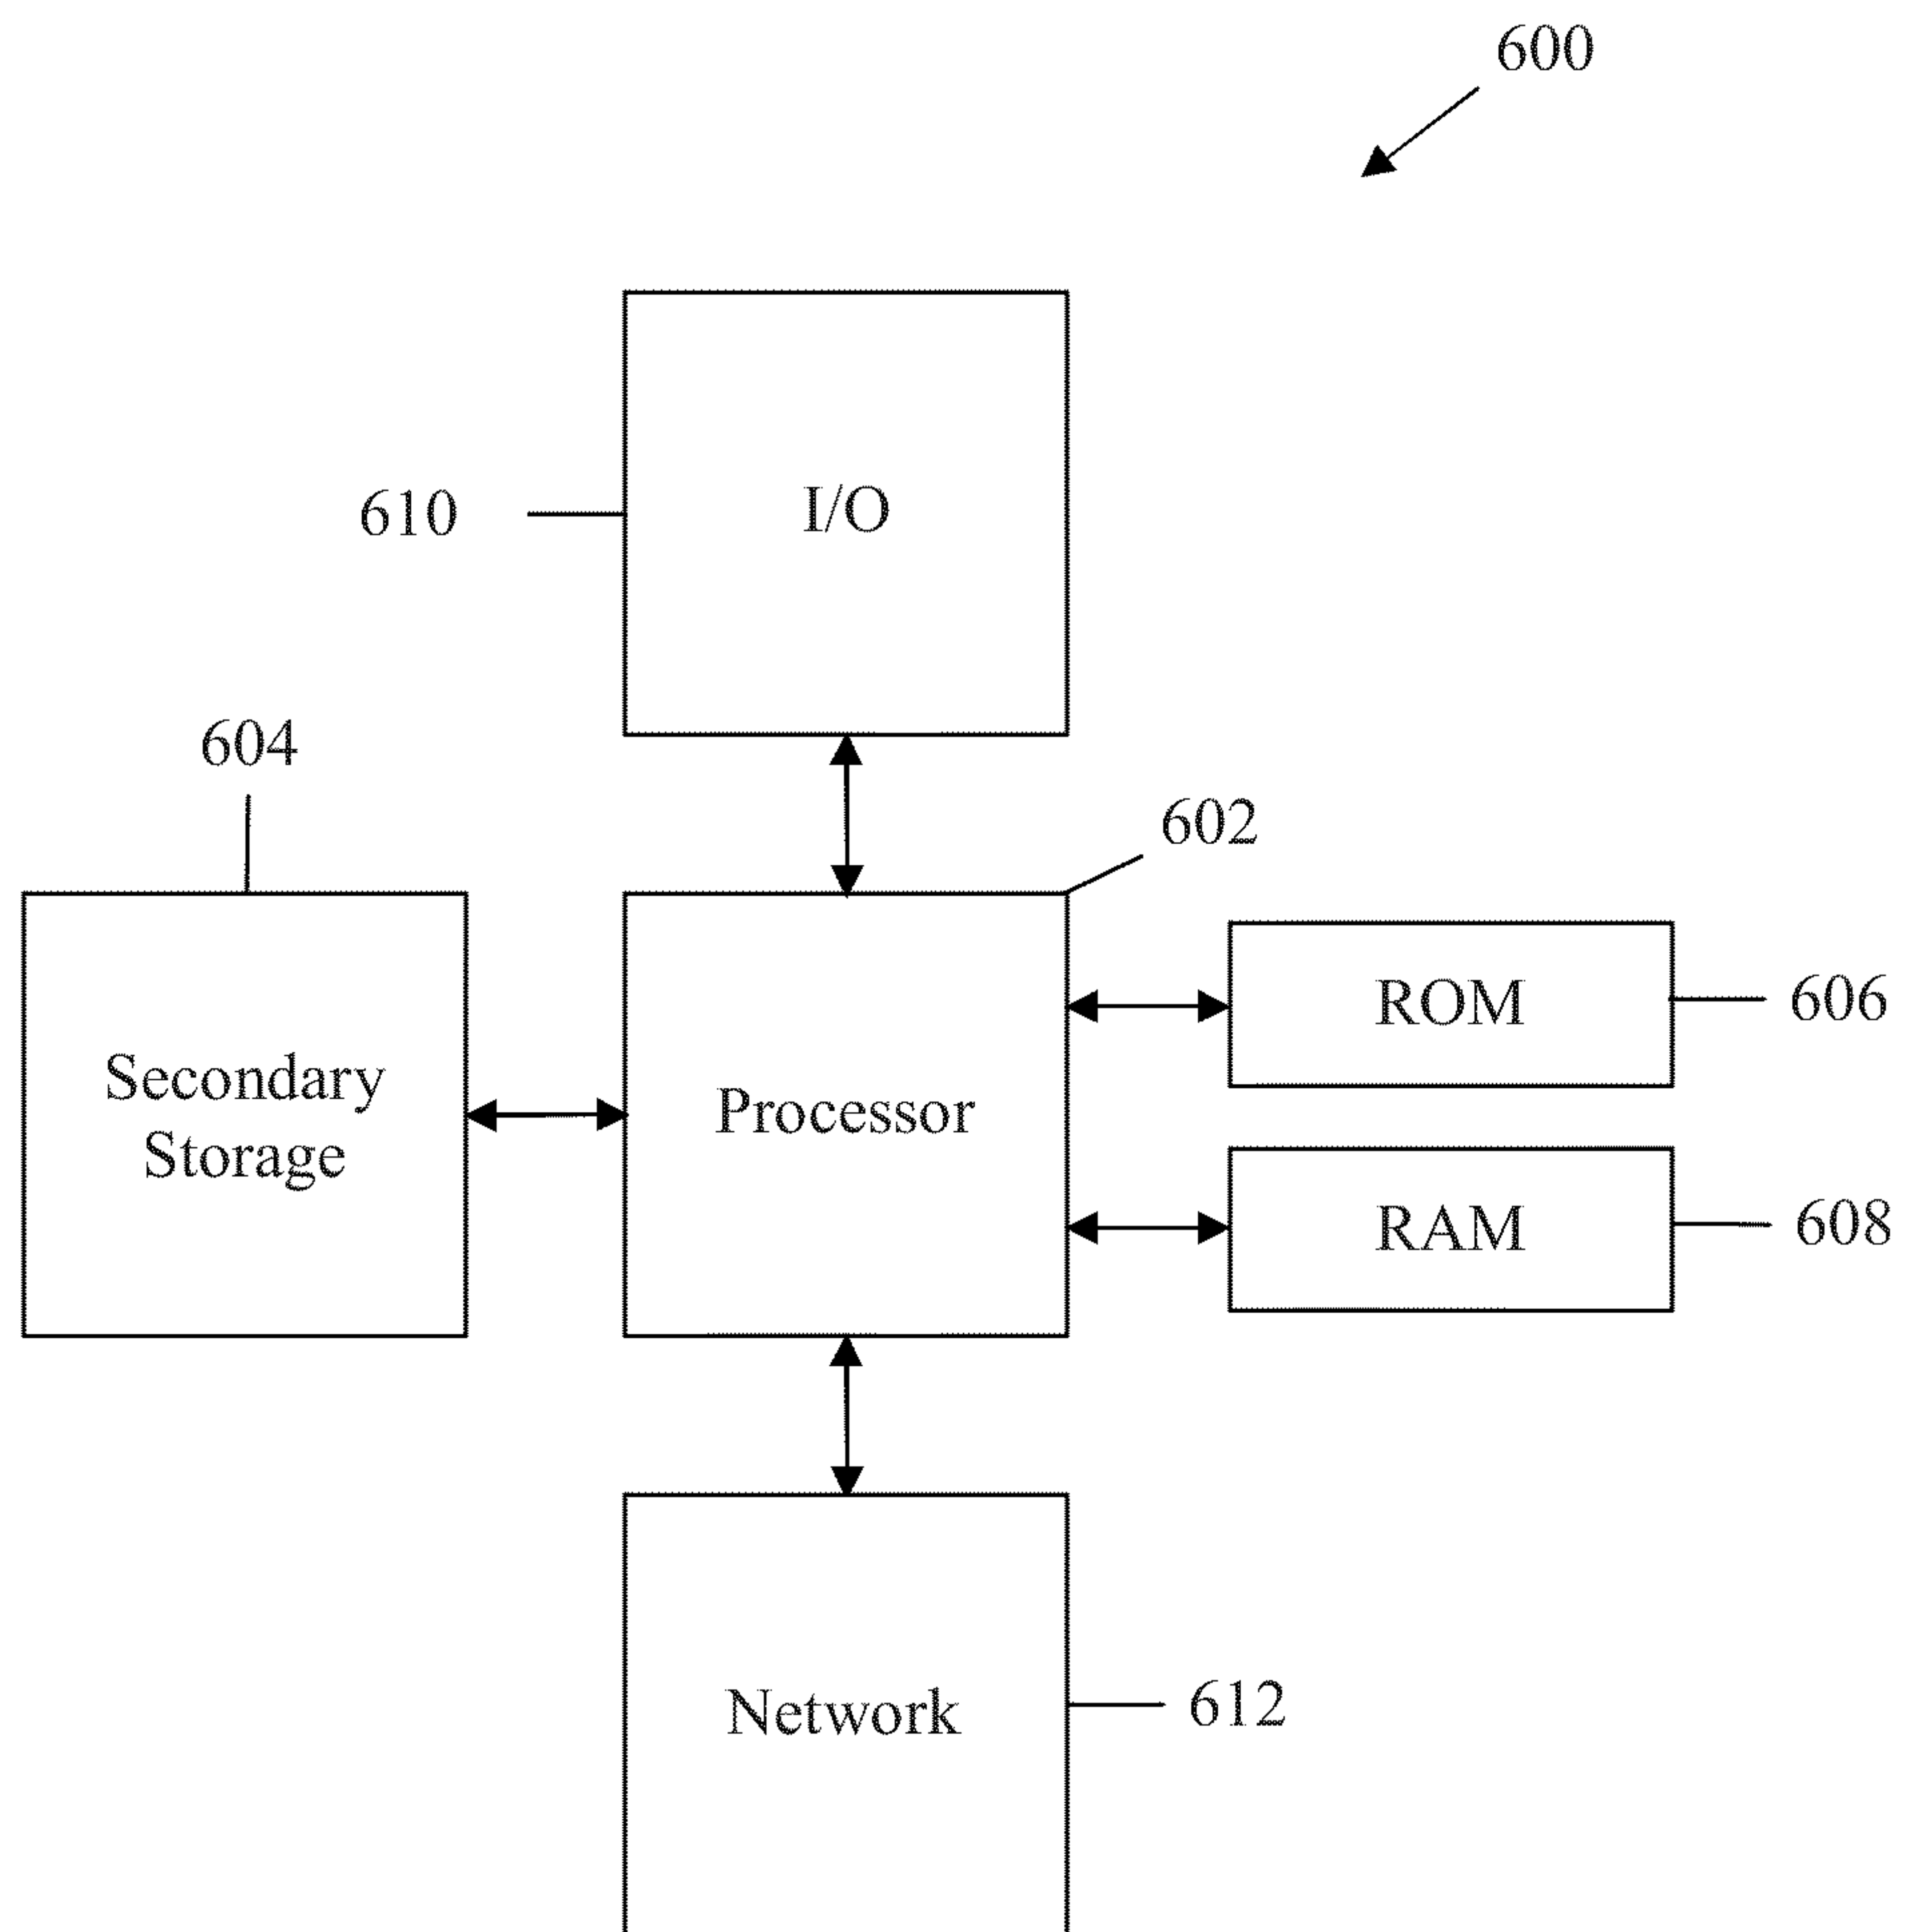 600
I/O
610
604
602
Secondary
Storage
Processor
ROM
606
RAM
608
Network
612